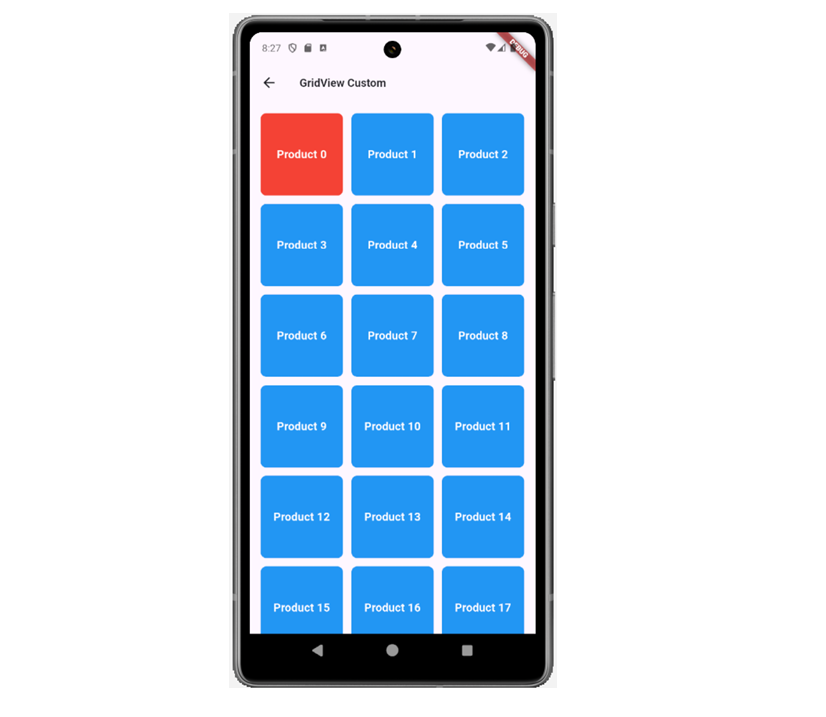 8:27
DEBUG
GridView Custom
Product 0
Product 1
Product 2
Product 3
Product 4
Product 5
Product 6
Product 7
Product 8
Product 9
Product 10
Product 11
Product 12
Product 13
Product 14
Product 15
Product 16
Product 17